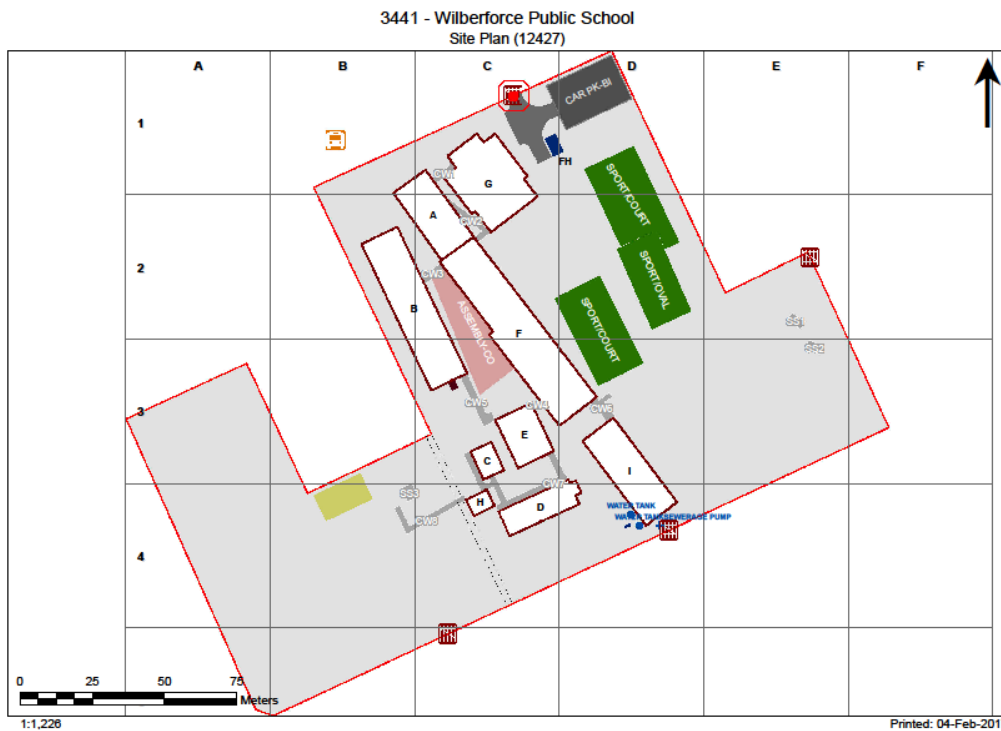 3441 - Wilberforce Public School
Site Plan (12427)
A
B
C
D
E
F
1
CAR PK-BI
FH
CW1
G
SPORT/COURT
A
CW2
2
CW3
SPORT/OVAL
B
ASSEMBLY-CO
F
SPORT/COURT
SS1
SS2
3
CW5
CW4
CW6
E
C
I
CW7
SS3
H
D
CW8
WATER TANK
WATER TANK
SEWERAGE PUMP
4
0 25 50 75
Meters
1:1,226
Printed: 04-Feb-201